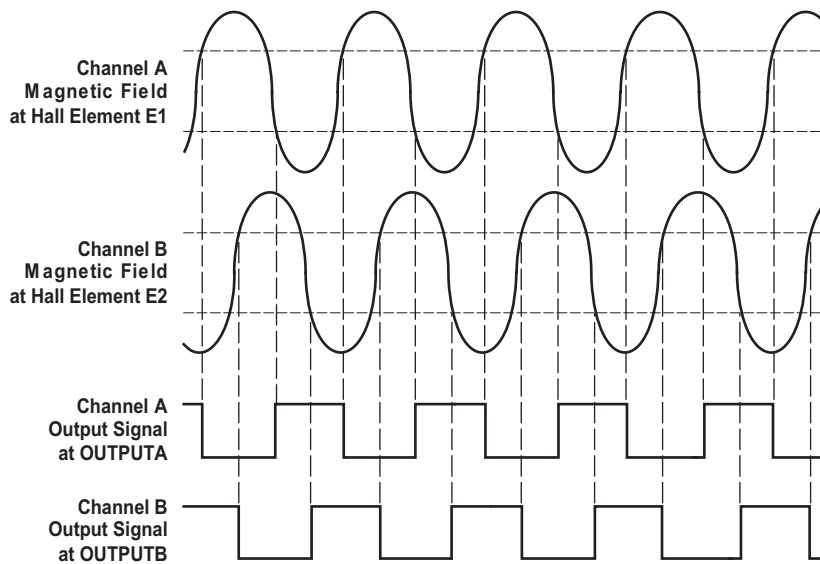 Channel A
Magnetic Field
at Hall Element E1
Channel B
Magnetic Field
at Hall Element E2
Channel A
Output Signal
at OUTPUTA
Channel B
Output Signal
at OUTPUTB